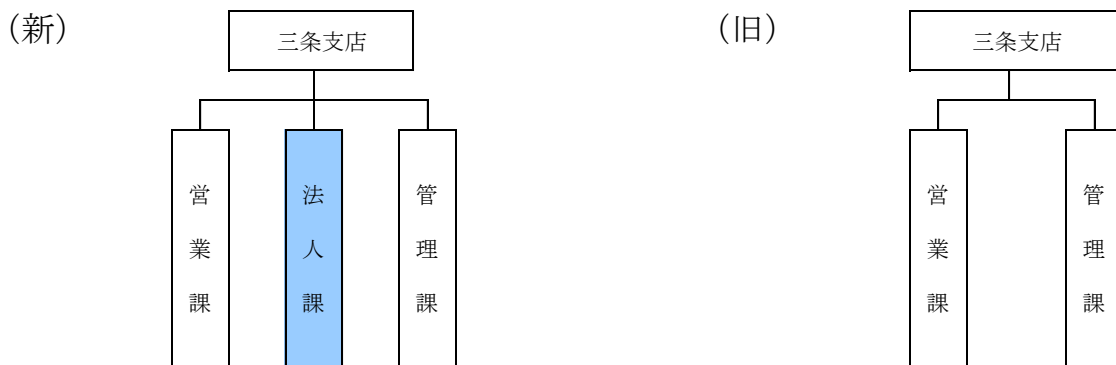 （新）
三条支店
営業課
法人課
管理課
（旧）
三条支店
営業課
管理課